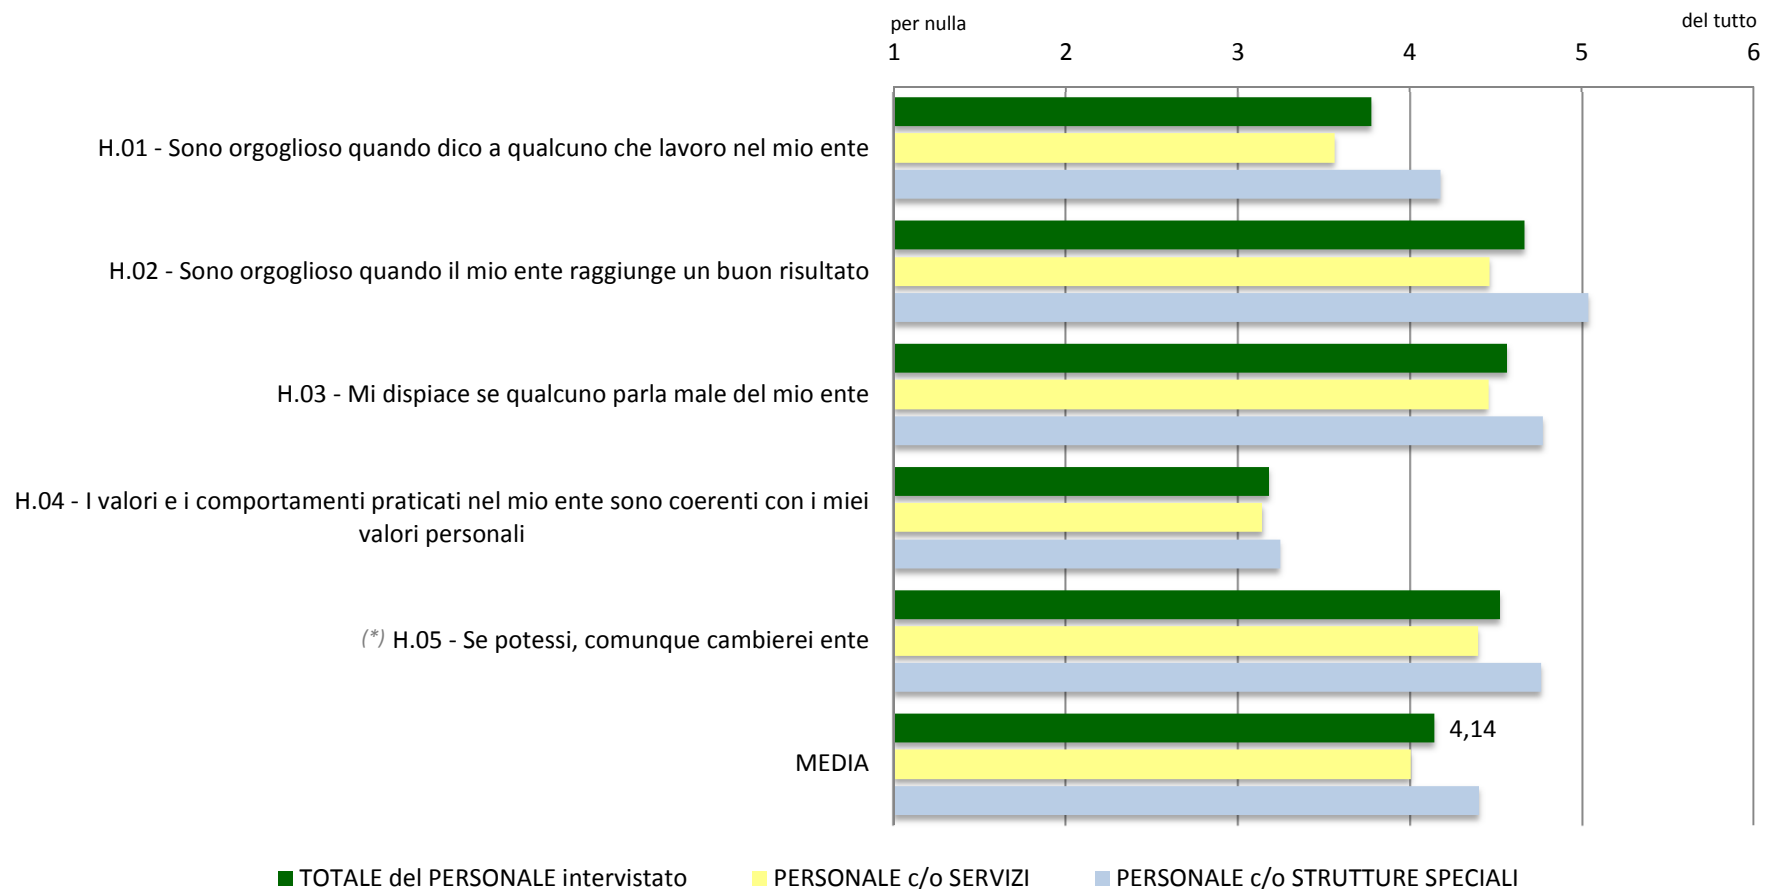 per nulla del tutto
1 2 3 4 5 6
H.01 - Sono orgoglioso quando dico a qualcuno che lavoro nel mio ente
H.02 - Sono orgoglioso quando il mio ente raggiunge un buon risultato
H.03 - Mi dispiace se qualcuno parla male del mio ente
H.04 - I valori e i comportamenti praticati nel mio ente sono coerenti con i miei
valori personali
(*) H.05 - Se potessi, comunque cambierei ente
4,14
MEDIA
TOTALE del PERSONALE intervistato PERSONALE c/o SERVIZI PERSONALE c/o STRUTTURE SPECIALI